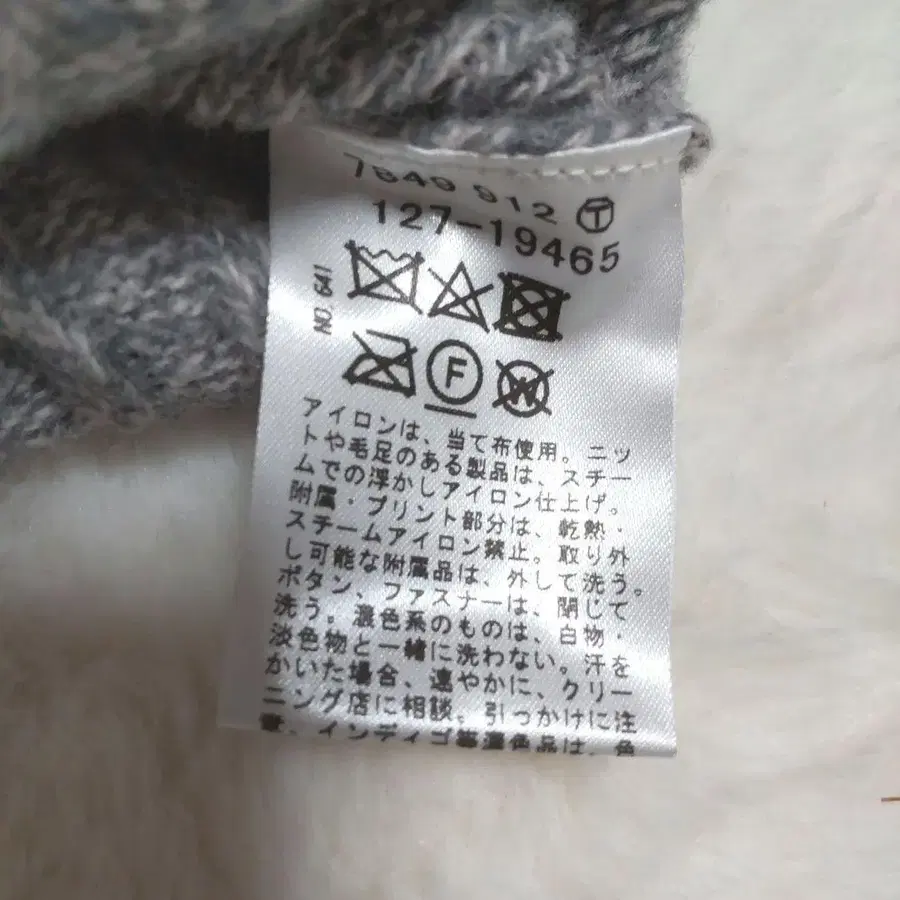 7649 912 Ⓣ
127-19465
NO. 641
F
W
アイロンは、当て布使用。ニッ
トや毛足のある製品は、スチー
ムでの浮かしアイロン仕上げ。
附属・プリント部分は、乾熱・
スチームアイロン禁止。取り外
し可能な附属品は、外して洗う。
ボタン、ファスナーは、閉じて
洗う。濃色系のものは、白物・
淡色物と一緒に洗わない。汗を
かいた場合、速やかに、クリー
ニング店に相談。引っかけに注
意、インディゴ等濃色品は、色